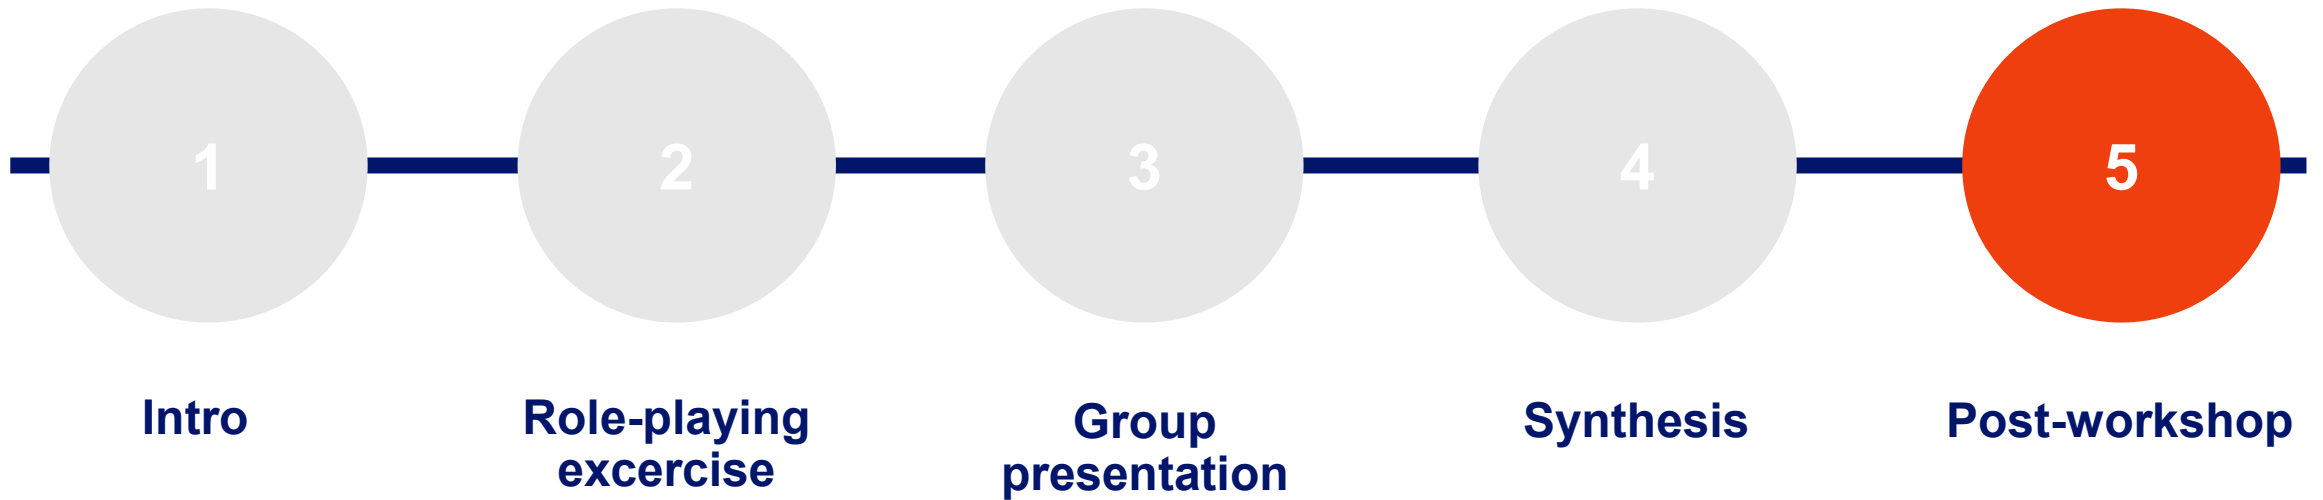 1
2
3
4
5
Intro
Role-playing
excercise
Group
presentation
Synthesis
Post-workshop